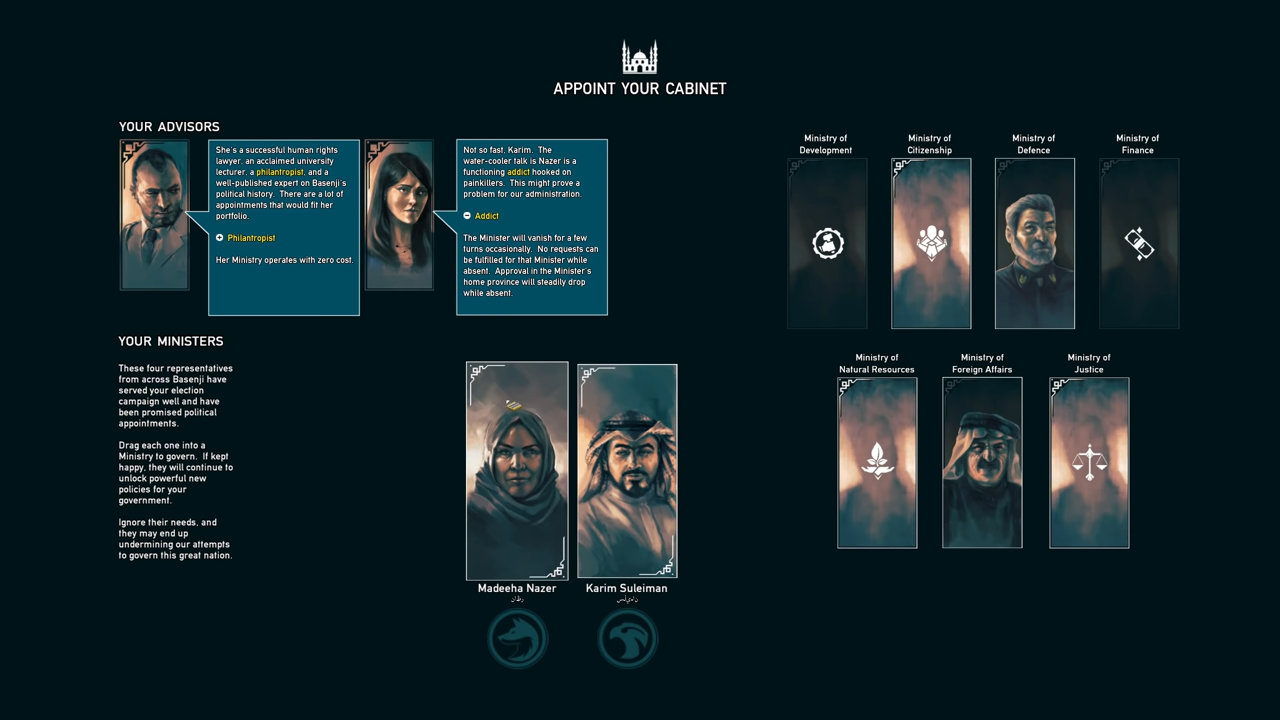 APPOINT YOUR CABINET
YOUR ADVISORS
She's a successful human rights
lawyer, an acclaimed university
lecturer, a philantropist, and a
well-published expert on Basenji's
political history.  There are a lot of
appointments that would fit her
portfolio.
Philantropist
Her Ministry operates with zero cost.
Not so fast, Karim.  The
water-cooler talk is Nazer is a
functioning addict hooked on
painkillers.  This might prove a
problem for our administration.
Addict
The Minister will vanish for a few
turns occasionally.  No requests can
be fulfilled for that Minister while
absent.  Approval in the Minister's
home province will steadily drop
while absent.
Ministry of
Development
Ministry of
Citizenship
Ministry of
Defence
Ministry of
Finance
YOUR MINISTERS
These four representatives
from across Basenji have
served your election
campaign well and have
been promised political
appointments.
Drag each one into a
Ministry to govern.  If kept
happy, they will continue to
unlock powerful new
policies for your
government.
Ignore their needs, and
they may end up
undermining our attempts
to govern this great nation.
Madeeha Nazer
Karim Suleiman
Ministry of
Natural Resources
Ministry of
Foreign Affairs
Ministry of
Justice